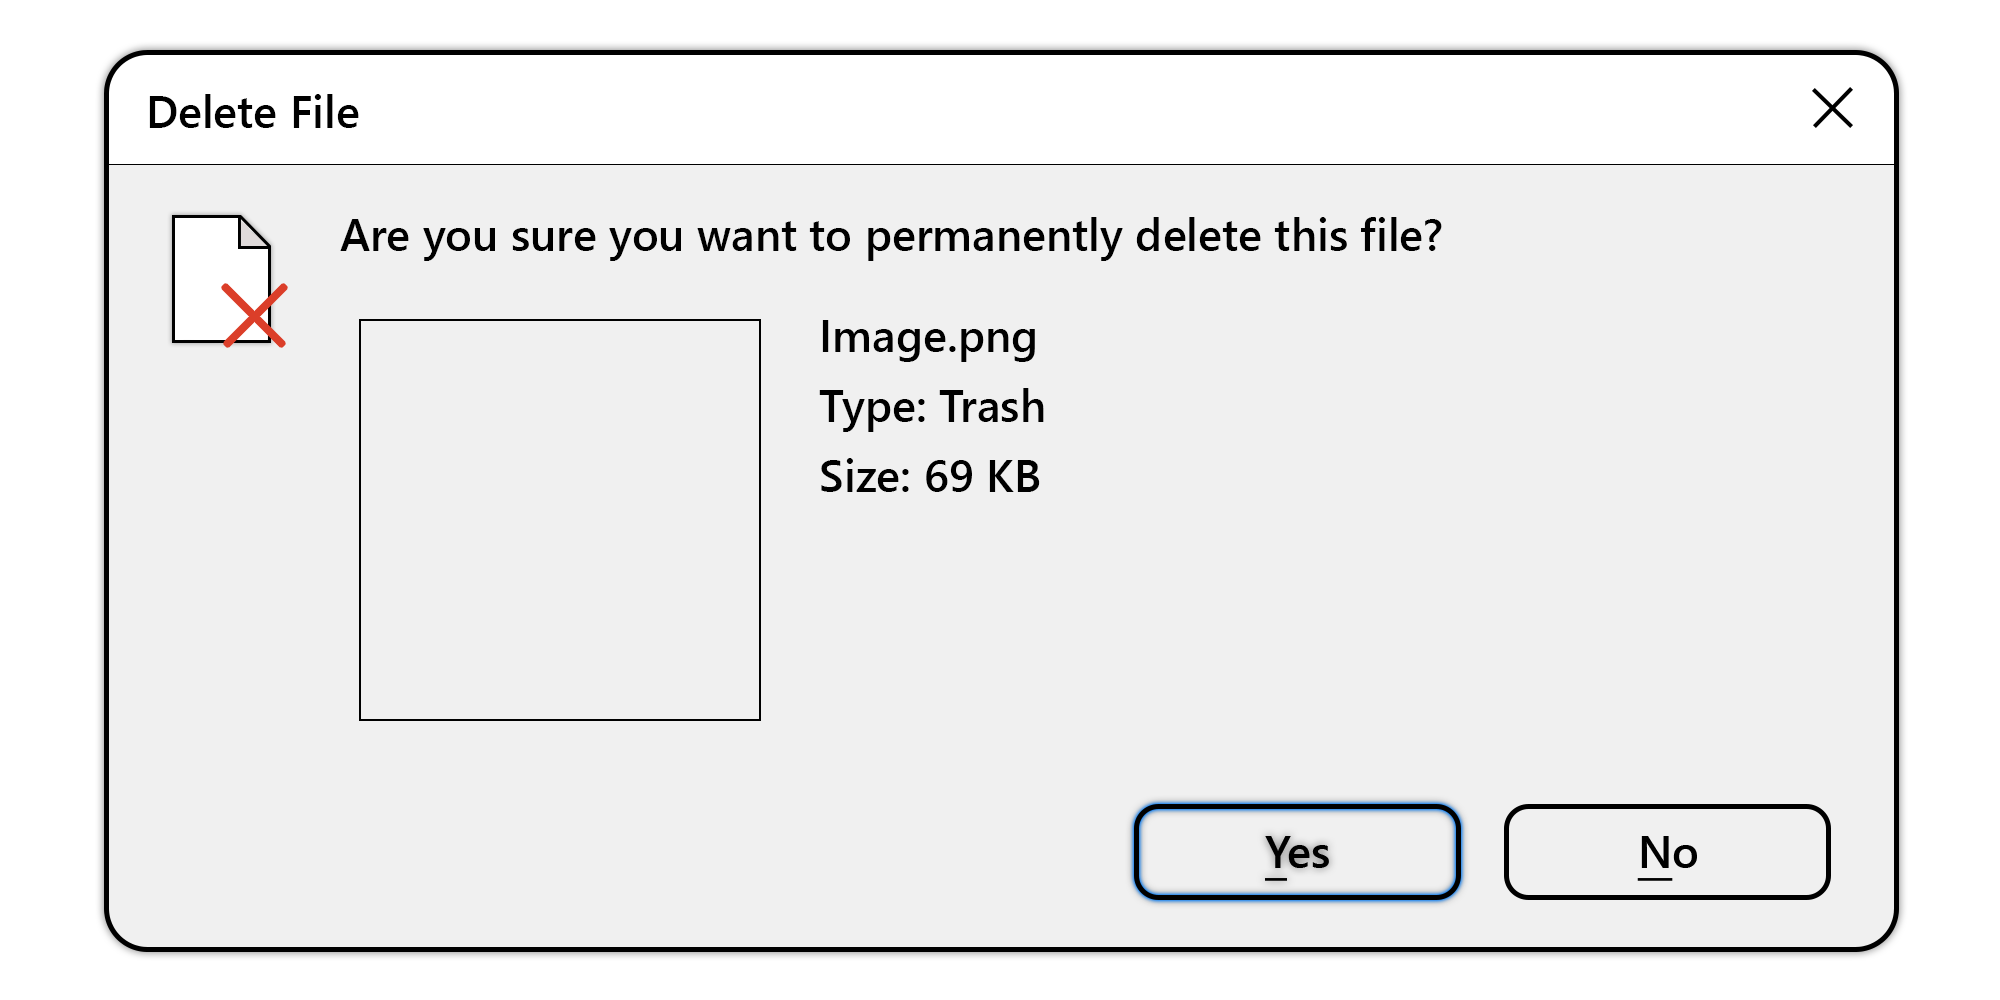 Delete File
Are you sure you want to permanently delete this file?
Image.png
Type: Trash
Size: 69 KB
Yes
No